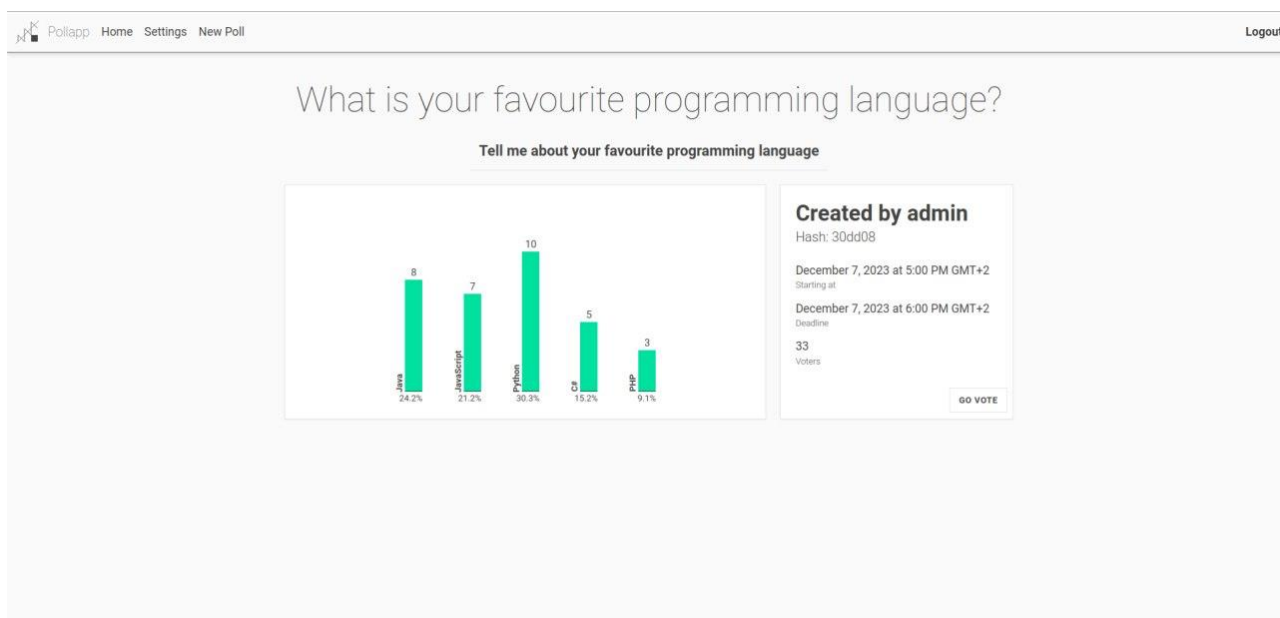 Pollapp Home Settings New Poll Logout
What is your favourite programming language?
Tell me about your favourite programming language
8
7
10
5
3
Java
JavaScript
Python
C#
PHP
24.2% 21.2% 30.3% 15.2% 9.1%
Created by admin
Hash: 30dd08
December 7, 2023 at 5:00 PM GMT+2
Starting at
December 7, 2023 at 6:00 PM GMT+2
Deadline
33
Voters
GO VOTE